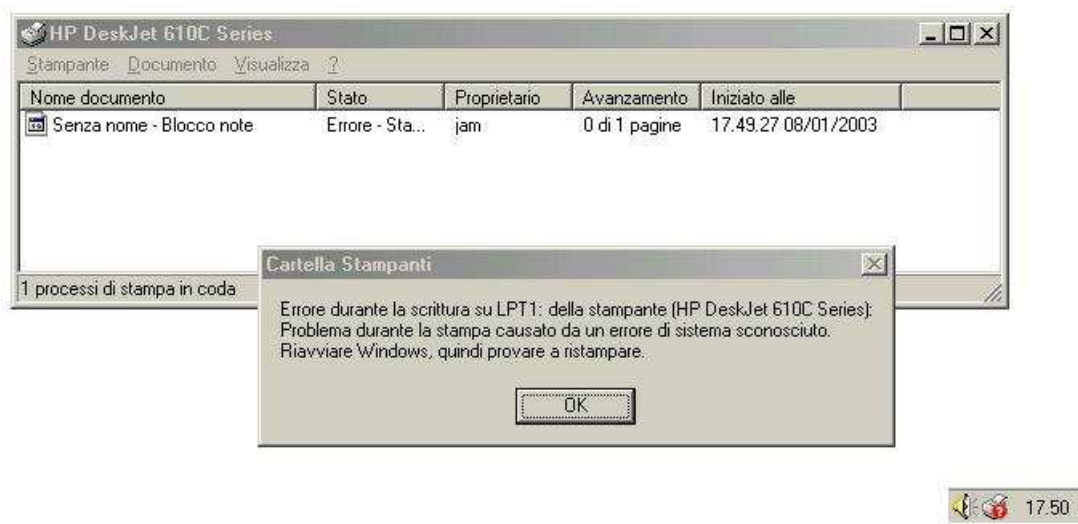 HP DeskJet 610C Series
Stampante Documento Visualizza ?
Nome documento Stato Proprietario Avanzamento Iniziato alle
Senza nome - Blocco note Errore - Sta... jam 0 di 1 pagine 17.49.27 08/01/2003
1 processi di stampa in coda
Cartella Stampanti
Errore durante la scrittura su LPT1: della stampante (HP DeskJet 610C Series):
Problema durante la stampa causato da un errore di sistema sconosciuto.
Riavviare Windows, quindi provare a ristampare.
OK
17.50